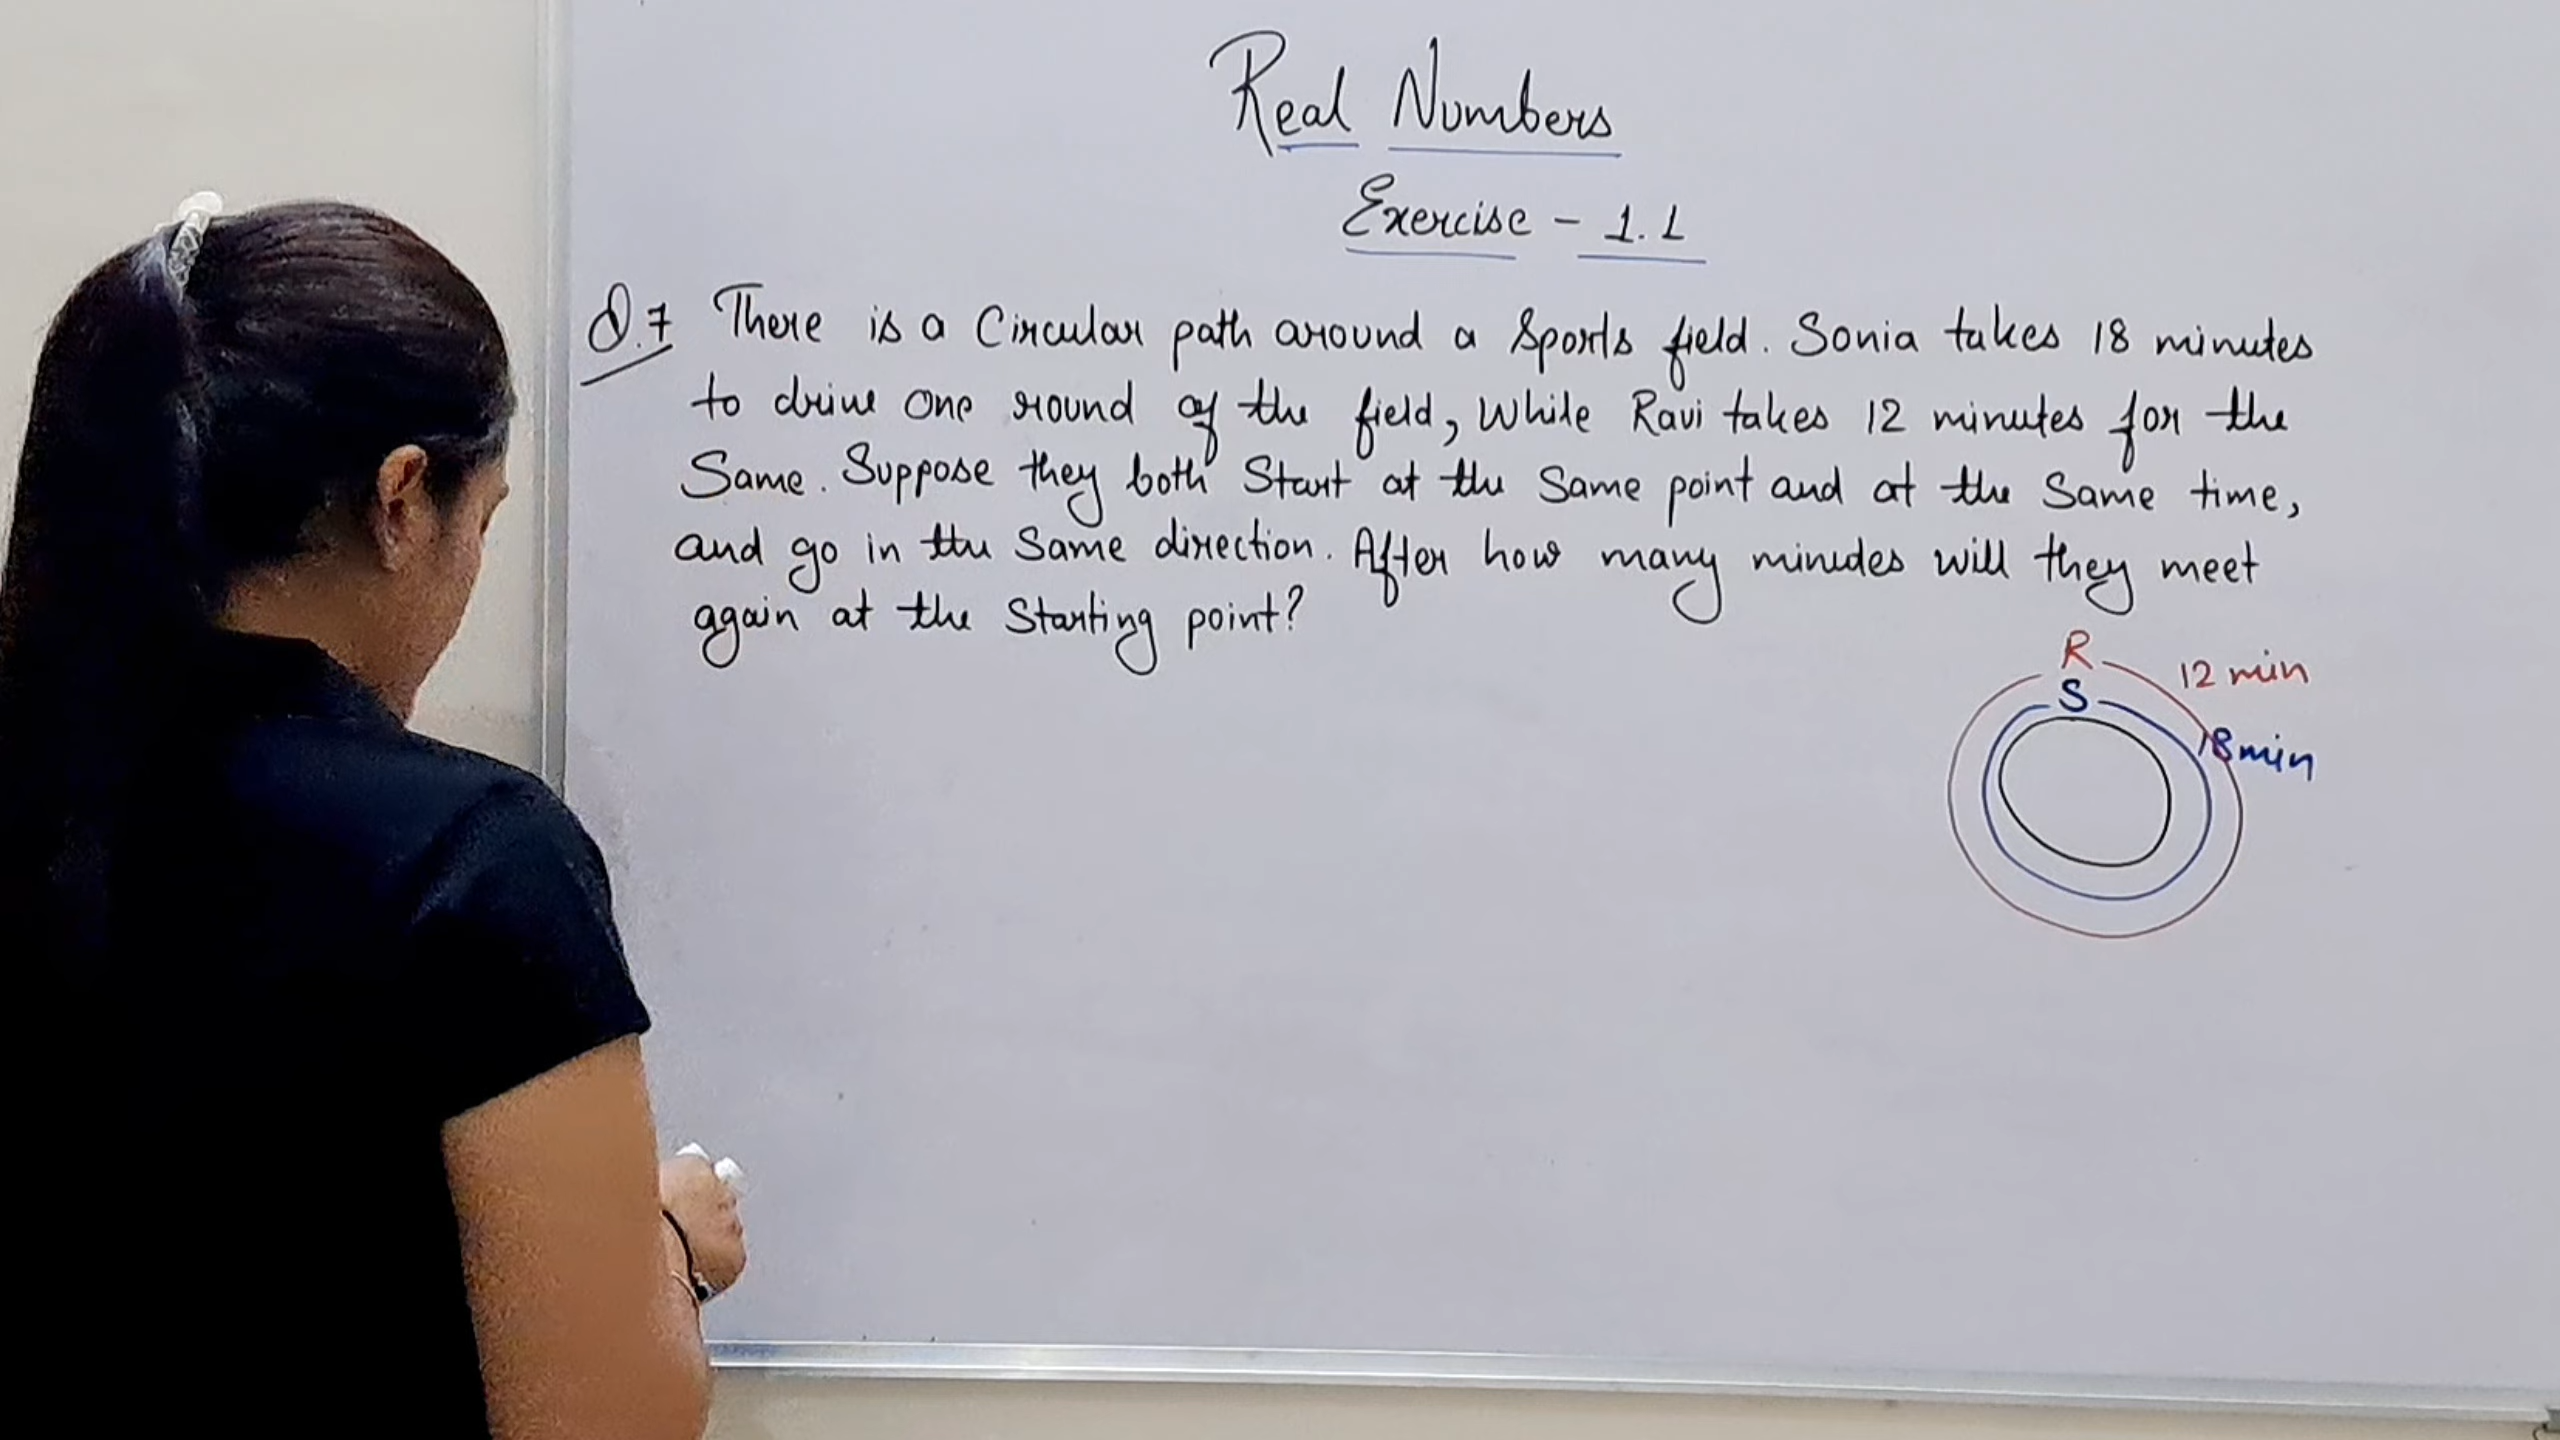 Real Numbers
Exercise - 1.1
Q.7 There is a Circular path around a Sports field. Sonia takes 18 minutes
to drive one round of the field, While Ravi takes 12 minutes for the
Same. Suppose they both Start at the Same point and at the Same time,
and go in the Same direction. After how many minutes will they meet
again at the Starting point?
R 12 min
S 18 min